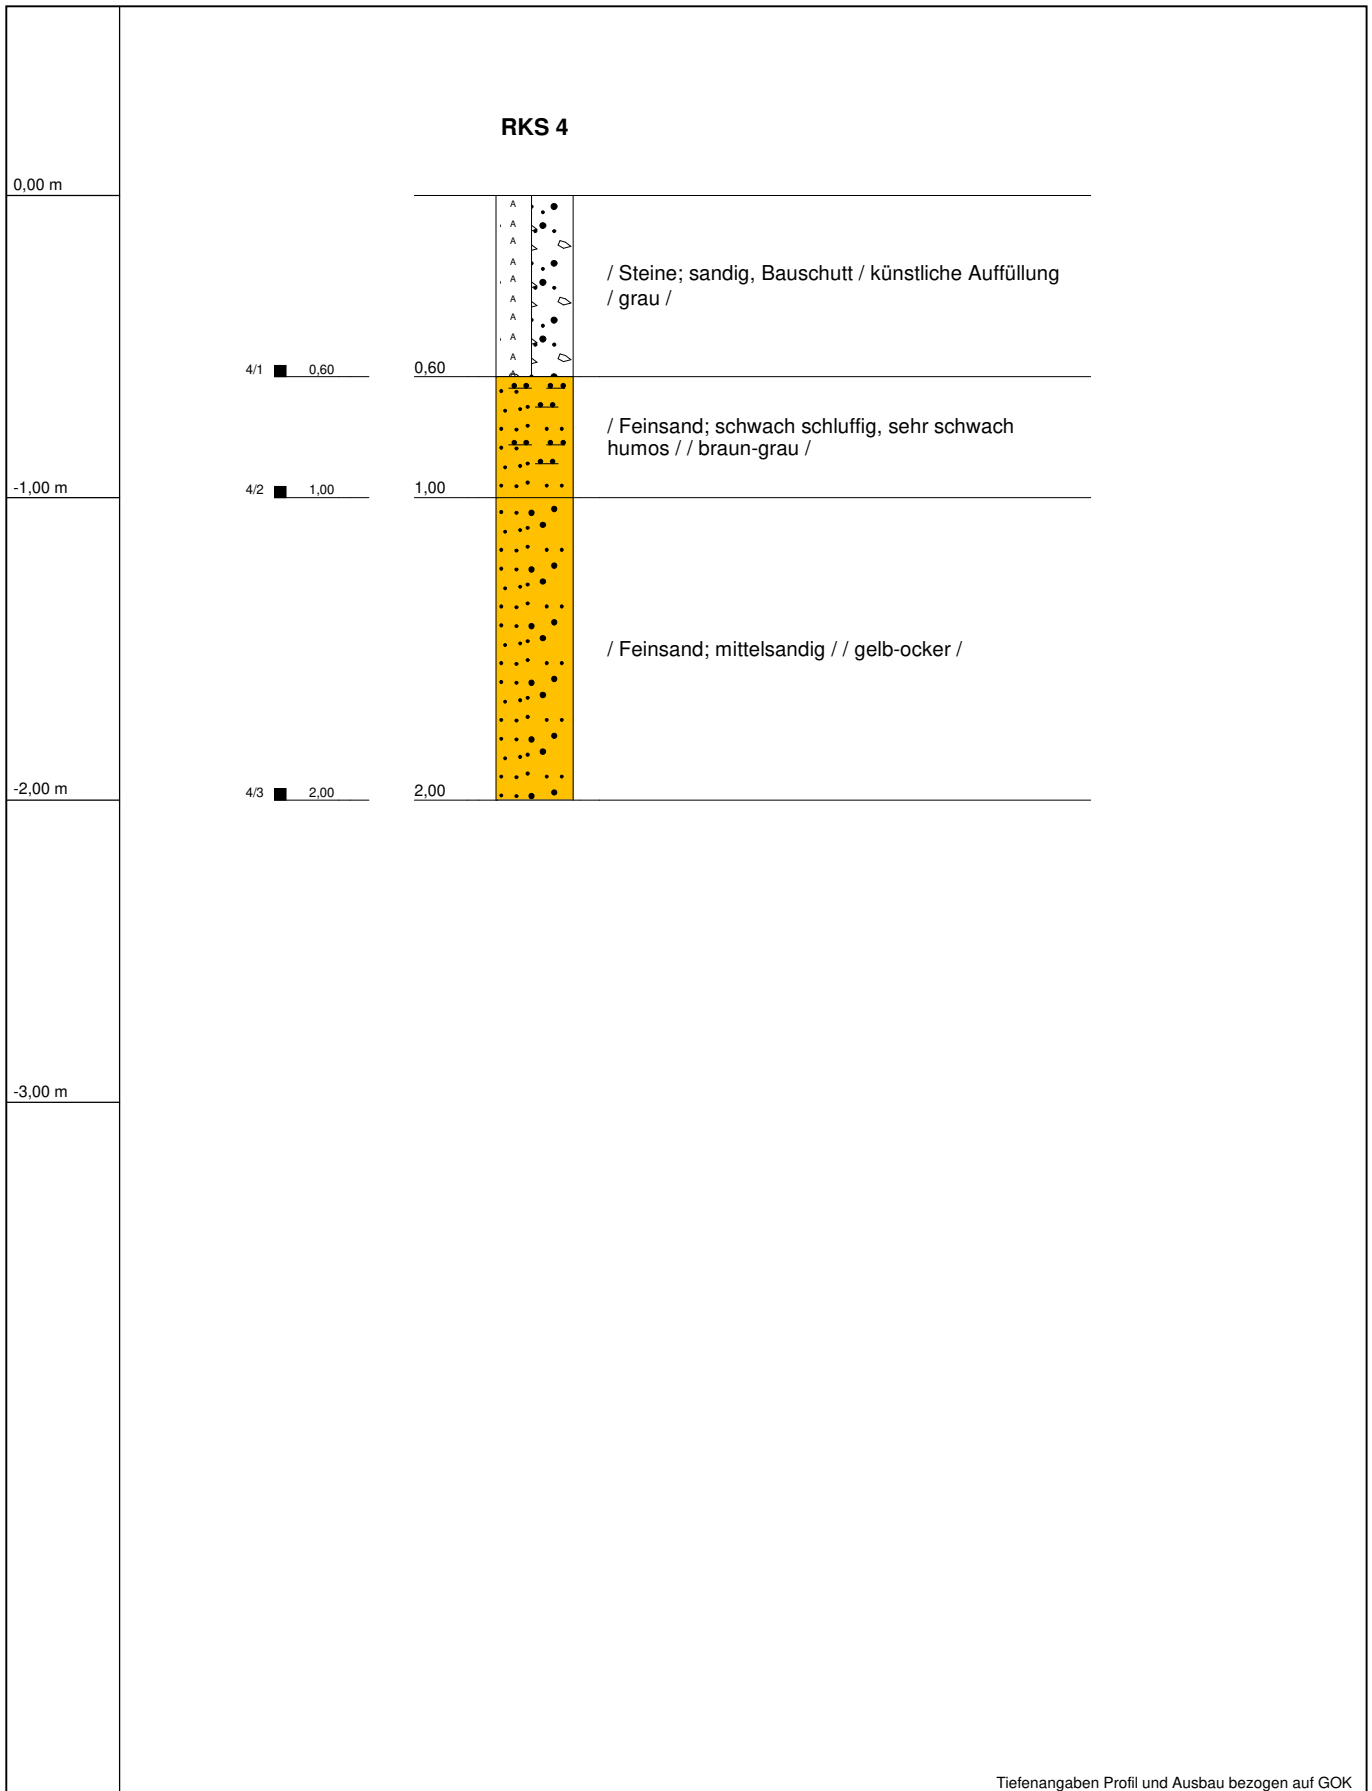 RKS 4
0,00 m
A
A
A
A
A
A
A
A
A
/ Steine; sandig, Bauschutt / künstliche Auffüllung
/ grau /
4/1 0,60 0,60
/ Feinsand; schwach schluffig, sehr schwach
humos / / braun-grau /
-1,00 m 4/2 1,00 1,00
/ Feinsand; mittelsandig / / gelb-ocker /
-2,00 m 4/3 2,00 2,00
-3,00 m
Tiefenangaben Profil und Ausbau bezogen auf GOK